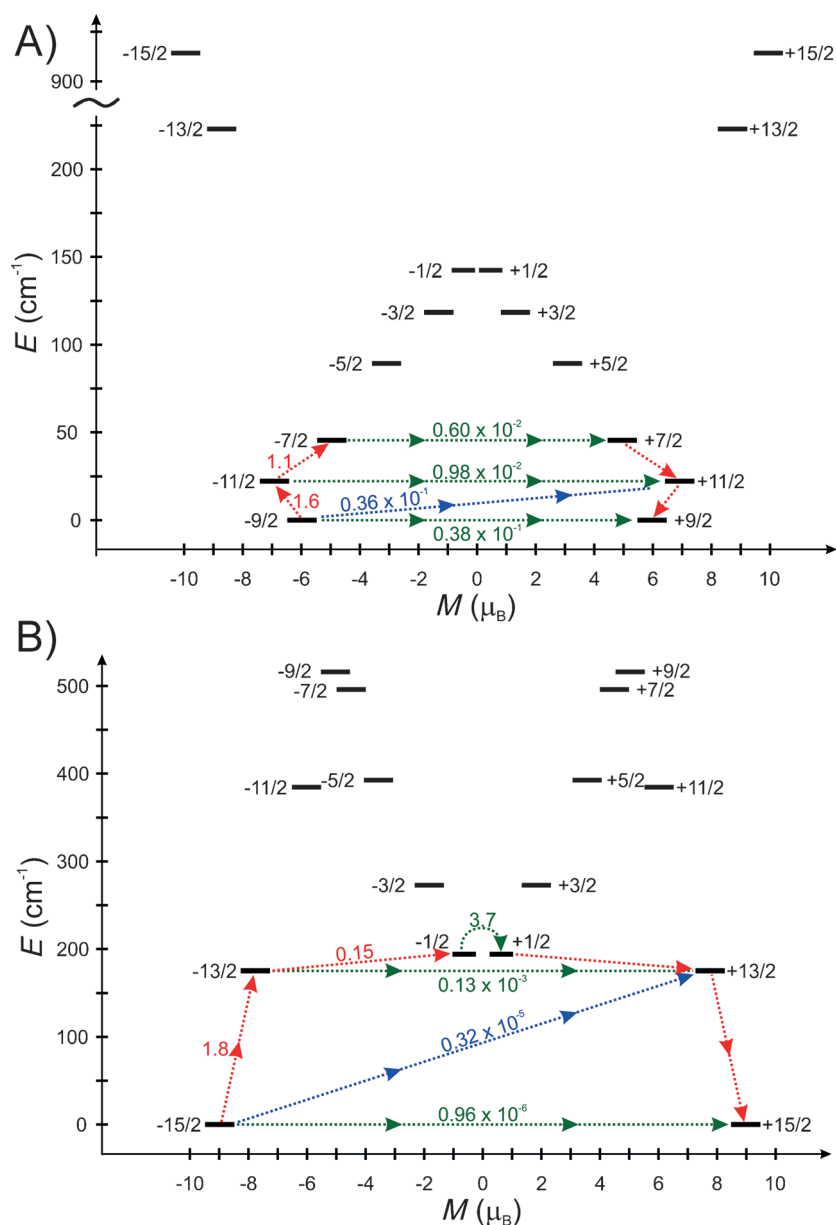 A)
-15/2 +15/2
900
-13/2 +13/2
200
150
-1/2 +1/2
-3/2 +3/2
100
-5/2 +5/2
E (cm⁻¹)
50
-7/2 0.60 x 10⁻² +7/2
1.1
-11/2 0.98 x 10⁻² +11/2
1.6 0.36 x 10⁻¹
0 -9/2 +9/2
0.38 x 10⁻¹
-10 -8 -6 -4 -2 0 2 4 6 8 10
M (μB)
B)
-9/2 +9/2
500 -7/2 +7/2
400
-11/2 -5/2 +5/2 +11/2
E (cm⁻¹)
300
-3/2 +3/2
3.7
200 0.15 -1/2 +1/2
-13/2 +13/2
0.13 x 10⁻³
100 1.8 0.32 x 10⁻⁵
0.96 x 10⁻⁶
0 -15/2 +15/2
-10 -8 -6 -4 -2 0 2 4 6 8 10
M (μB)